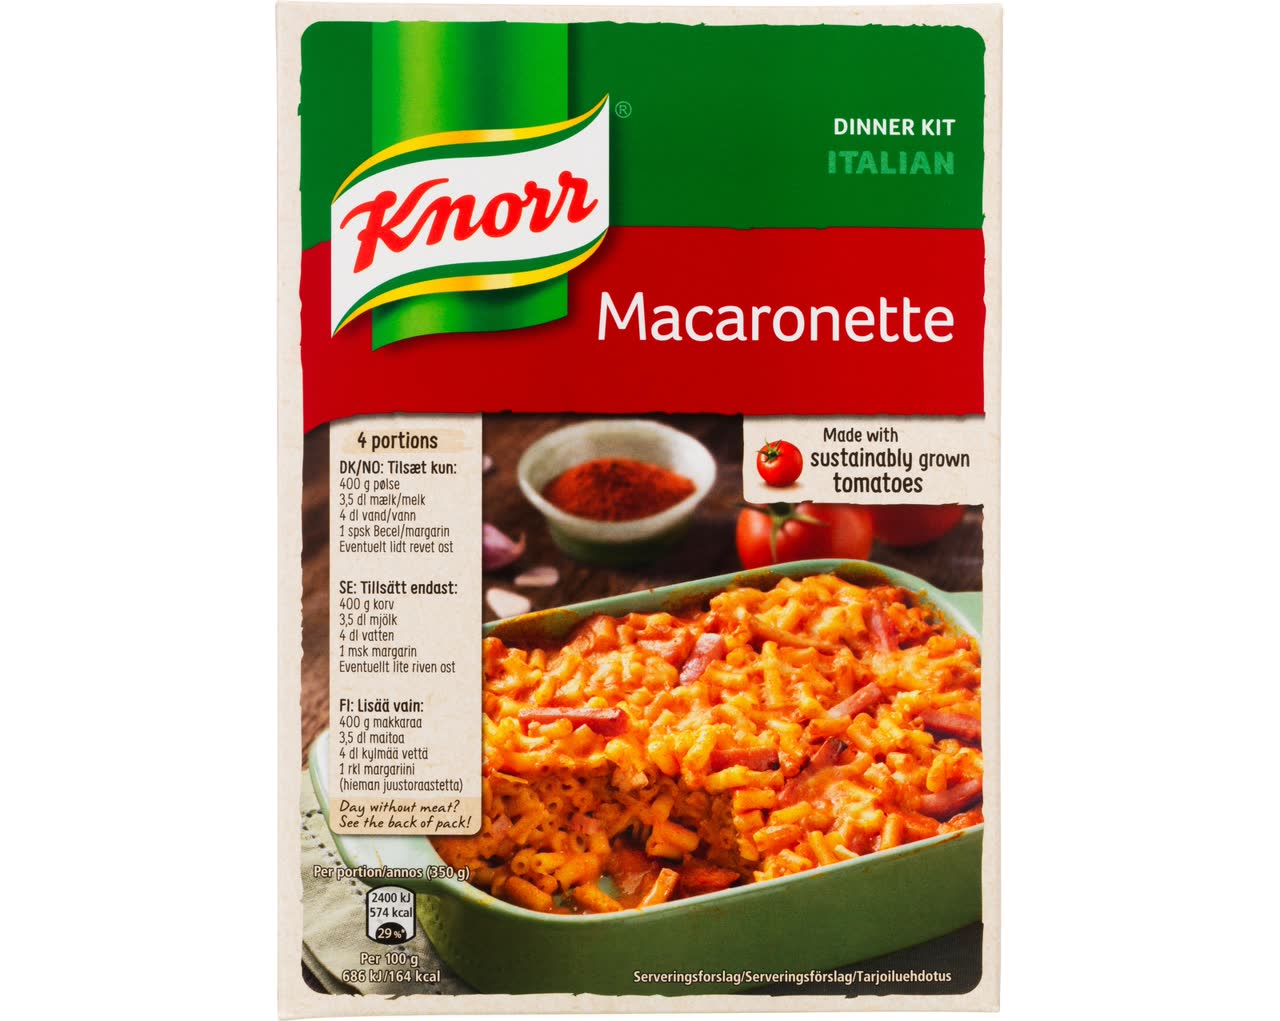 Knorr®
DINNER KIT
ITALIAN
Macaronette
4 portions
DK/NO: Tilsæt kun:
400 g pølse
3,5 dl mælk/melk
4 dl vand/vann
1 spsk Becel/margarin
Eventuelt lidt revet ost
SE: Tillsätt endast:
400 g korv
3,5 dl mjölk
4 dl vatten
1 msk margarin
Eventuellt lite riven ost
FI: Lisää vain:
400 g makkaraa
3,5 dl maitoa
4 dl kylmää vettä
1 rkl margariini
(hieman juustoraastetta)
Day without meat?
See the back of pack!
Made with
sustainably grown
tomatoes
Per portion/annos (350 g)
2400 kJ
574 kcal
29%*
Per 100 g
686 kJ/164 kcal
Serveringsforslag/Serveringsförslag/Tarjoiluehdotus